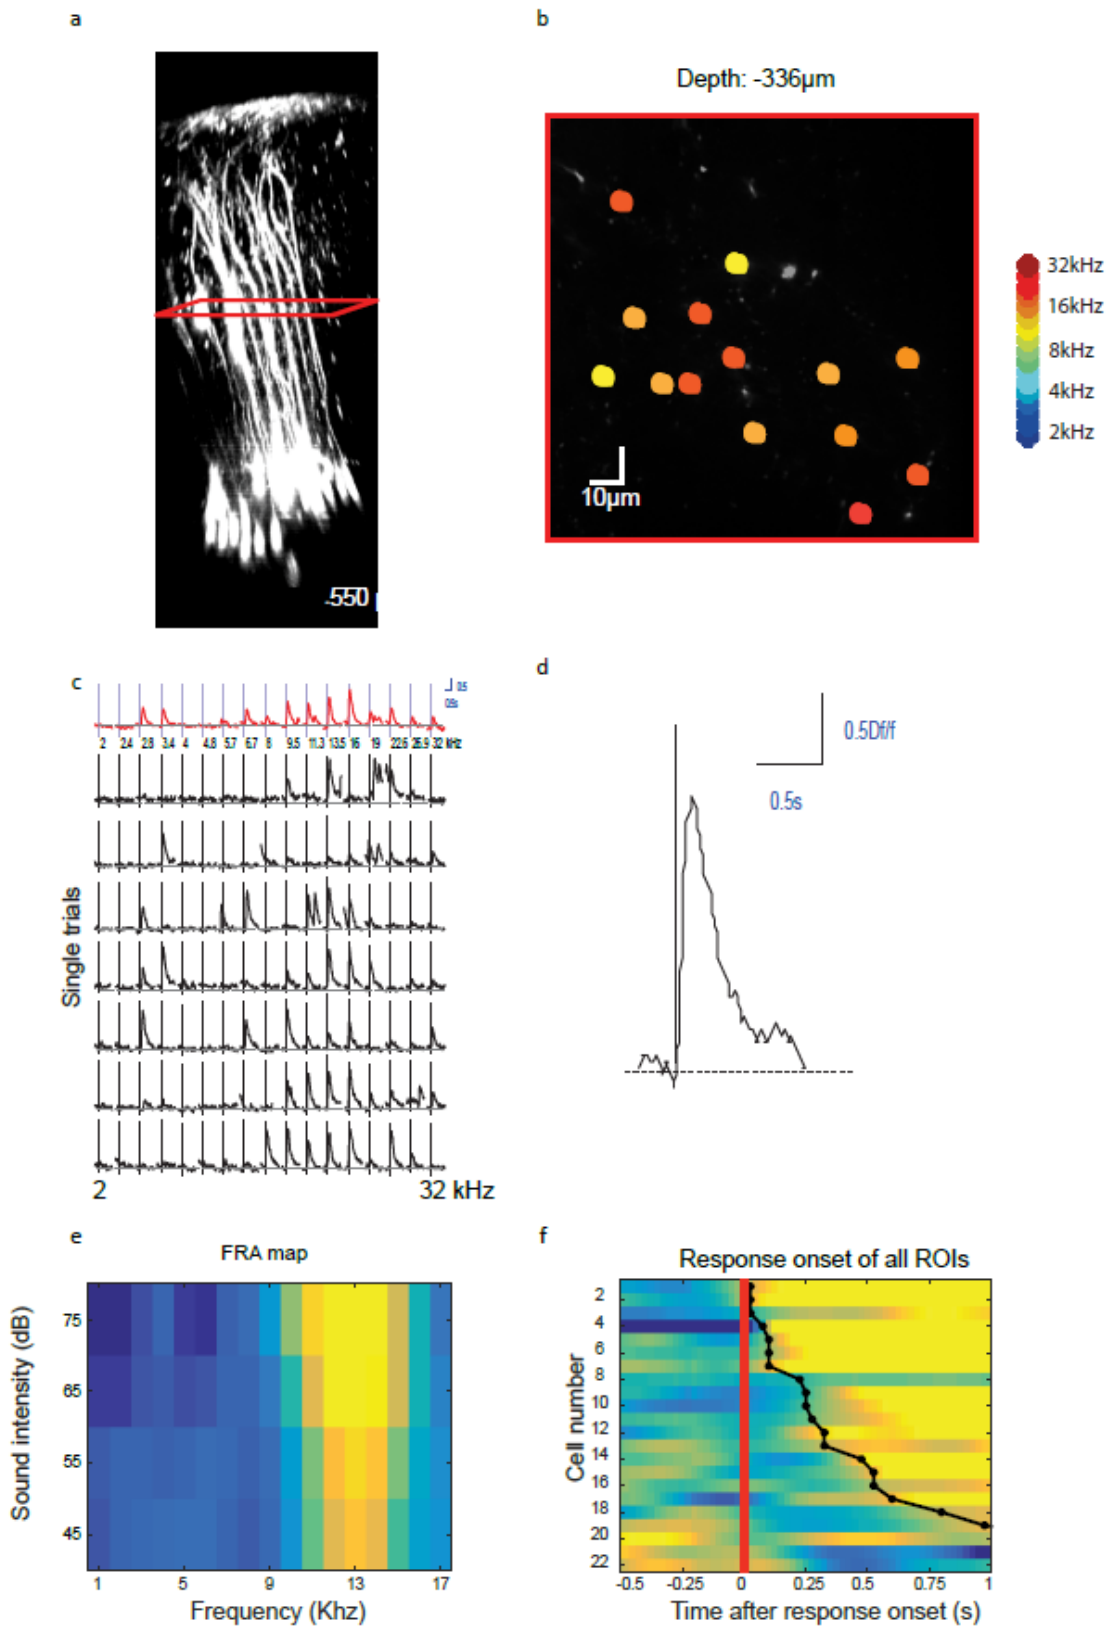 a
-550
b
Depth: -336µm
10µm
32kHz
16kHz
8kHz
4kHz
2kHz
c
0.5
0.5s
2 2.4 2.8 3.4 4 4.8 5.7 6.7 8 9.5 11.3 13.5 16 19 22.6 26.9 32 kHz
Single trials
2 32 kHz
d
0.5Df/f
0.5s
e
FRA map
Sound intensity (dB)
75
65
55
45
1 5 9 13 17
Frequency (Khz)
f
Response onset of all ROIs
Cell number
2
4
6
8
10
12
14
16
18
20
22
-0.5 -0.25 0 0.25 0.5 0.75 1
Time after response onset (s)